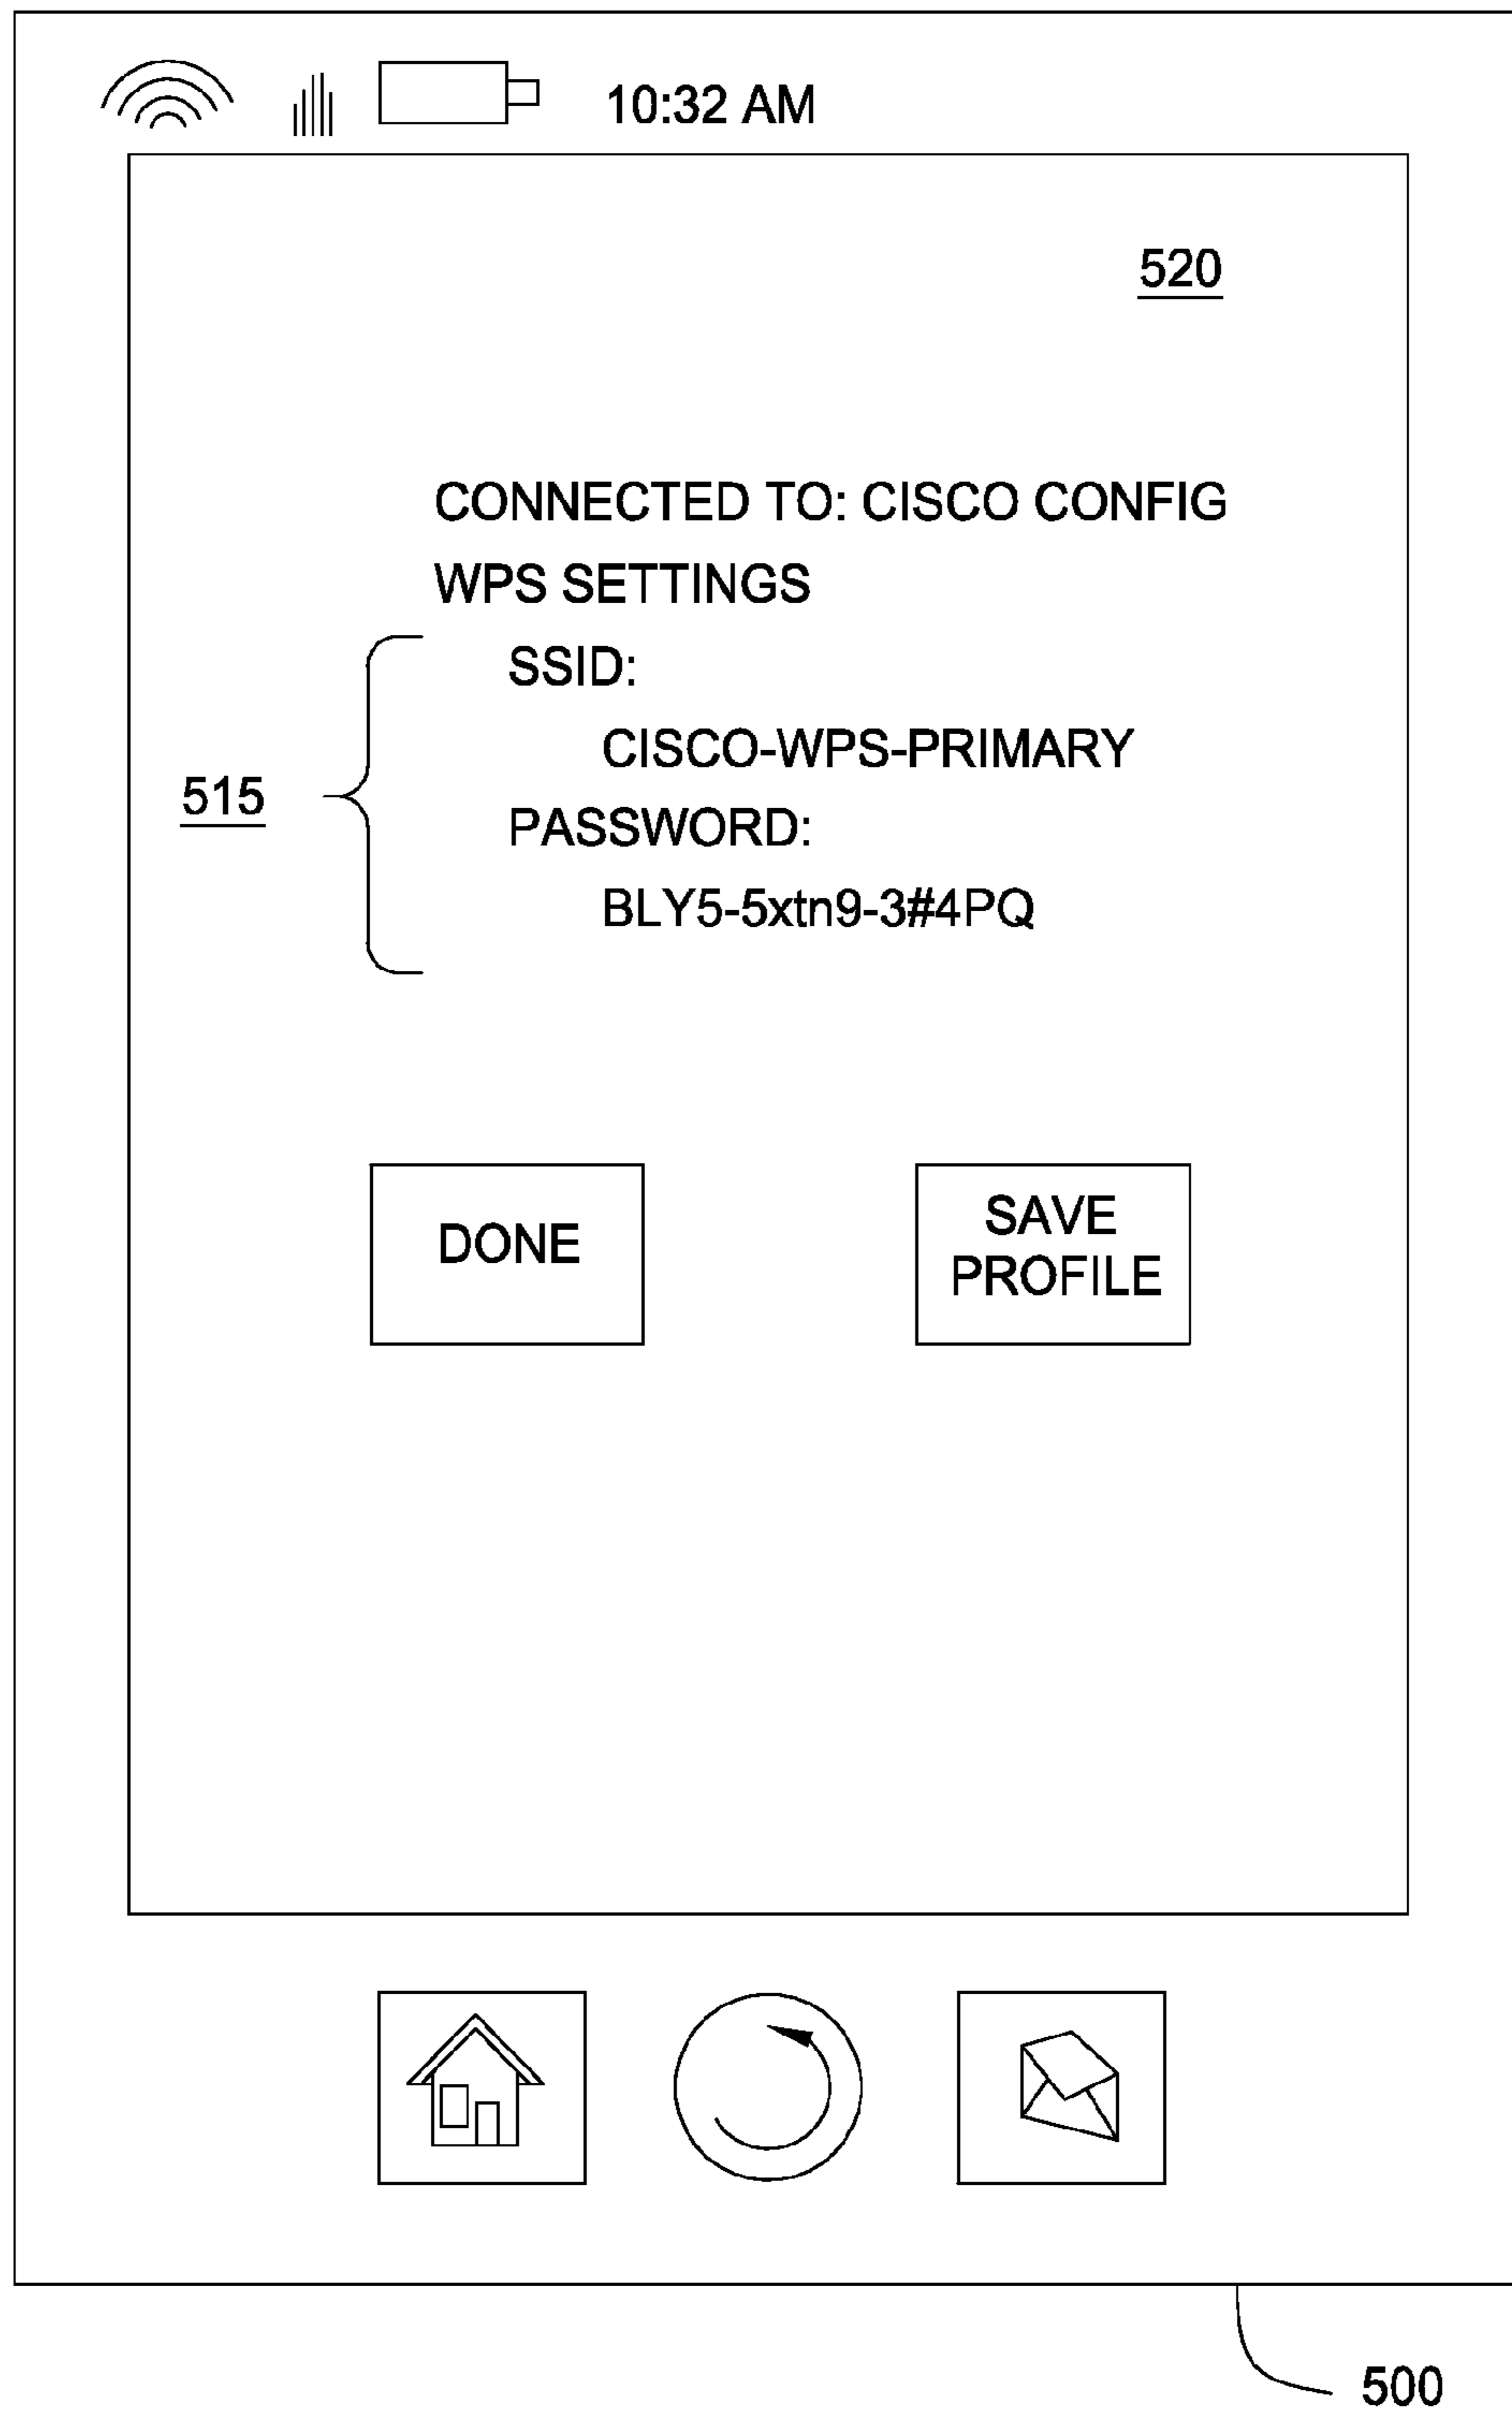 10:32 AM
520
CONNECTED TO: CISCO CONFIG
WPS SETTINGS
SSID:
CISCO-WPS-PRIMARY
515
PASSWORD:
BLY5-5xtn9-3#4PQ
DONE
SAVE
PROFILE
500